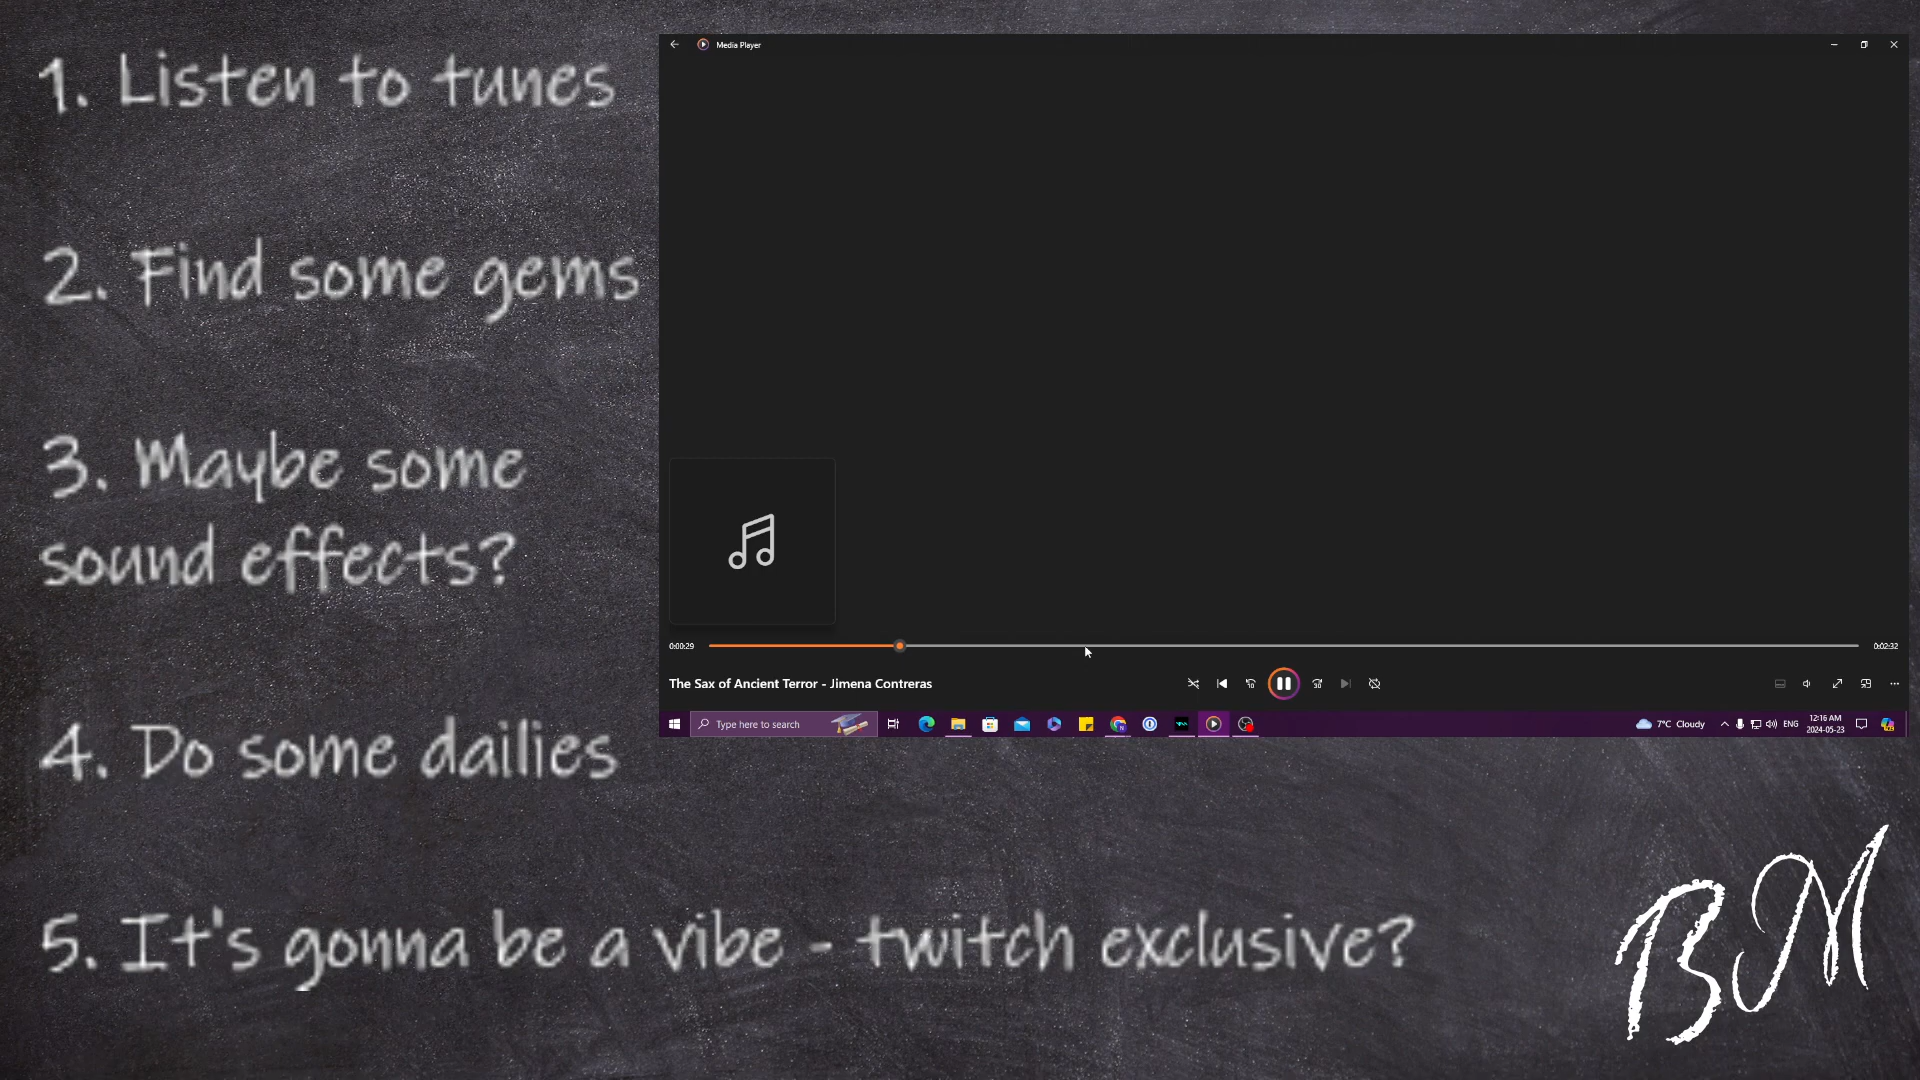 1. Listen to tunes
2. Find some gems
3. Maybe some
sound effects?
4. Do some dailies
5. It's gonna be a vibe - twitch exclusive?
Media Player
0:00:29
0:02:32
The Sax of Ancient Terror - Jimena Contreras
10
30
Type here to search
7°C Cloudy
ENG
12:16 AM
2024-05-23
BM